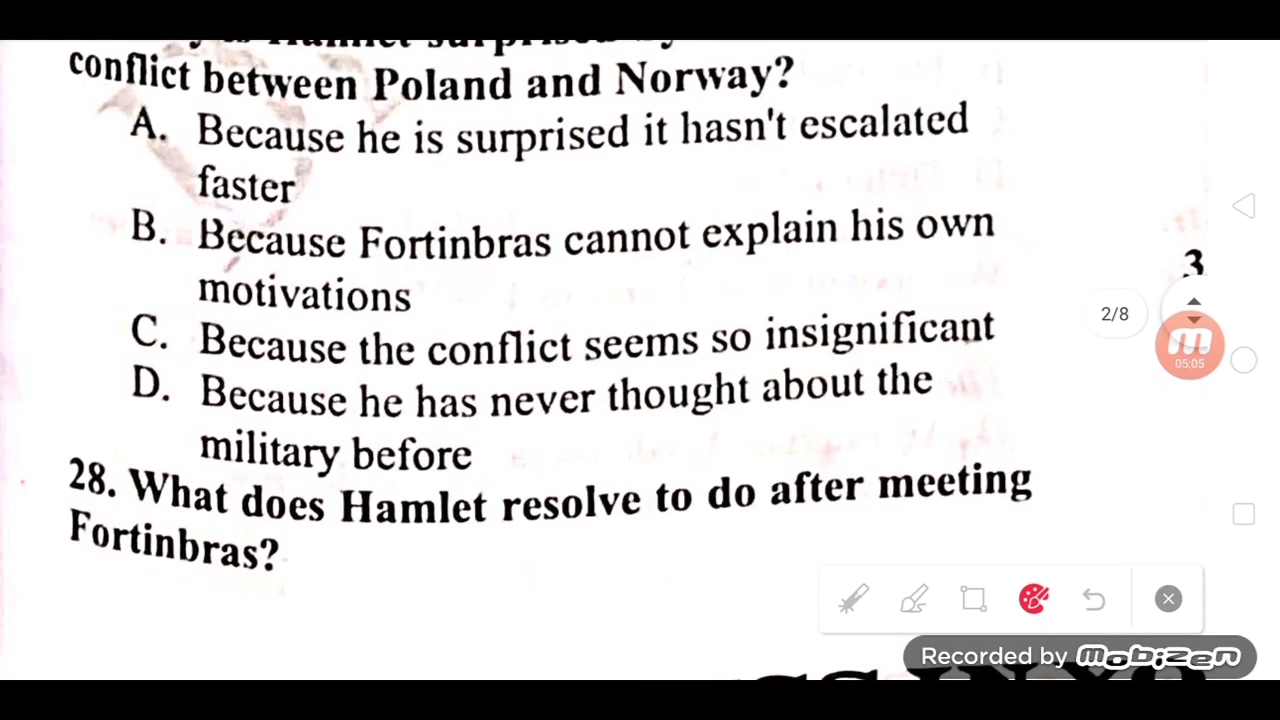 Hamlet surprised
conflict between Poland and Norway?
A. Because he is surprised it hasn't escalated
faster
B. Because Fortinbras cannot explain his own
motivations
3
2/8
C. Because the conflict seems so insignificant
05:05
D. Because he has never thought about the
military before
28. What does Hamlet resolve to do after meeting
Fortinbras?
Recorded by Mobizen